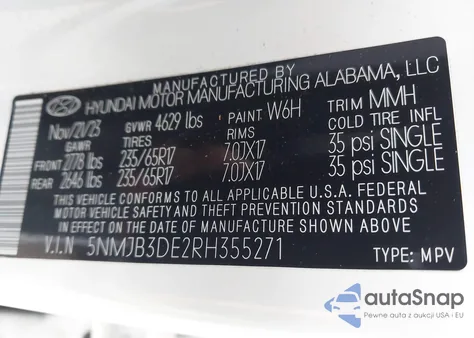 MANUFACTURED BY
HYUNDAI MOTOR MANUFACTURING ALABAMA, LLC
Nov/21/23 GVWR 4629 lbs PAINT W6H TRIM MMH
GAWR TIRES RIMS COLD TIRE INFL
FRONT 2778 lbs 235/65R17 7.0JX17 35 psi SINGLE
REAR 2646 lbs 235/65R17 7.0JX17 35 psi SINGLE
THIS VEHICLE CONFORMS TO ALL APPLICABLE U.S.A. FEDERAL
MOTOR VEHICLE SAFETY AND THEFT PREVENTION STANDARDS
IN EFFECT ON THE DATE OF MANUFACTURE SHOWN ABOVE.
V.I.N 5NMJB3DE2RH355271 TYPE: MPV
autoSnap
Pewne auta z aukcji USA i EU